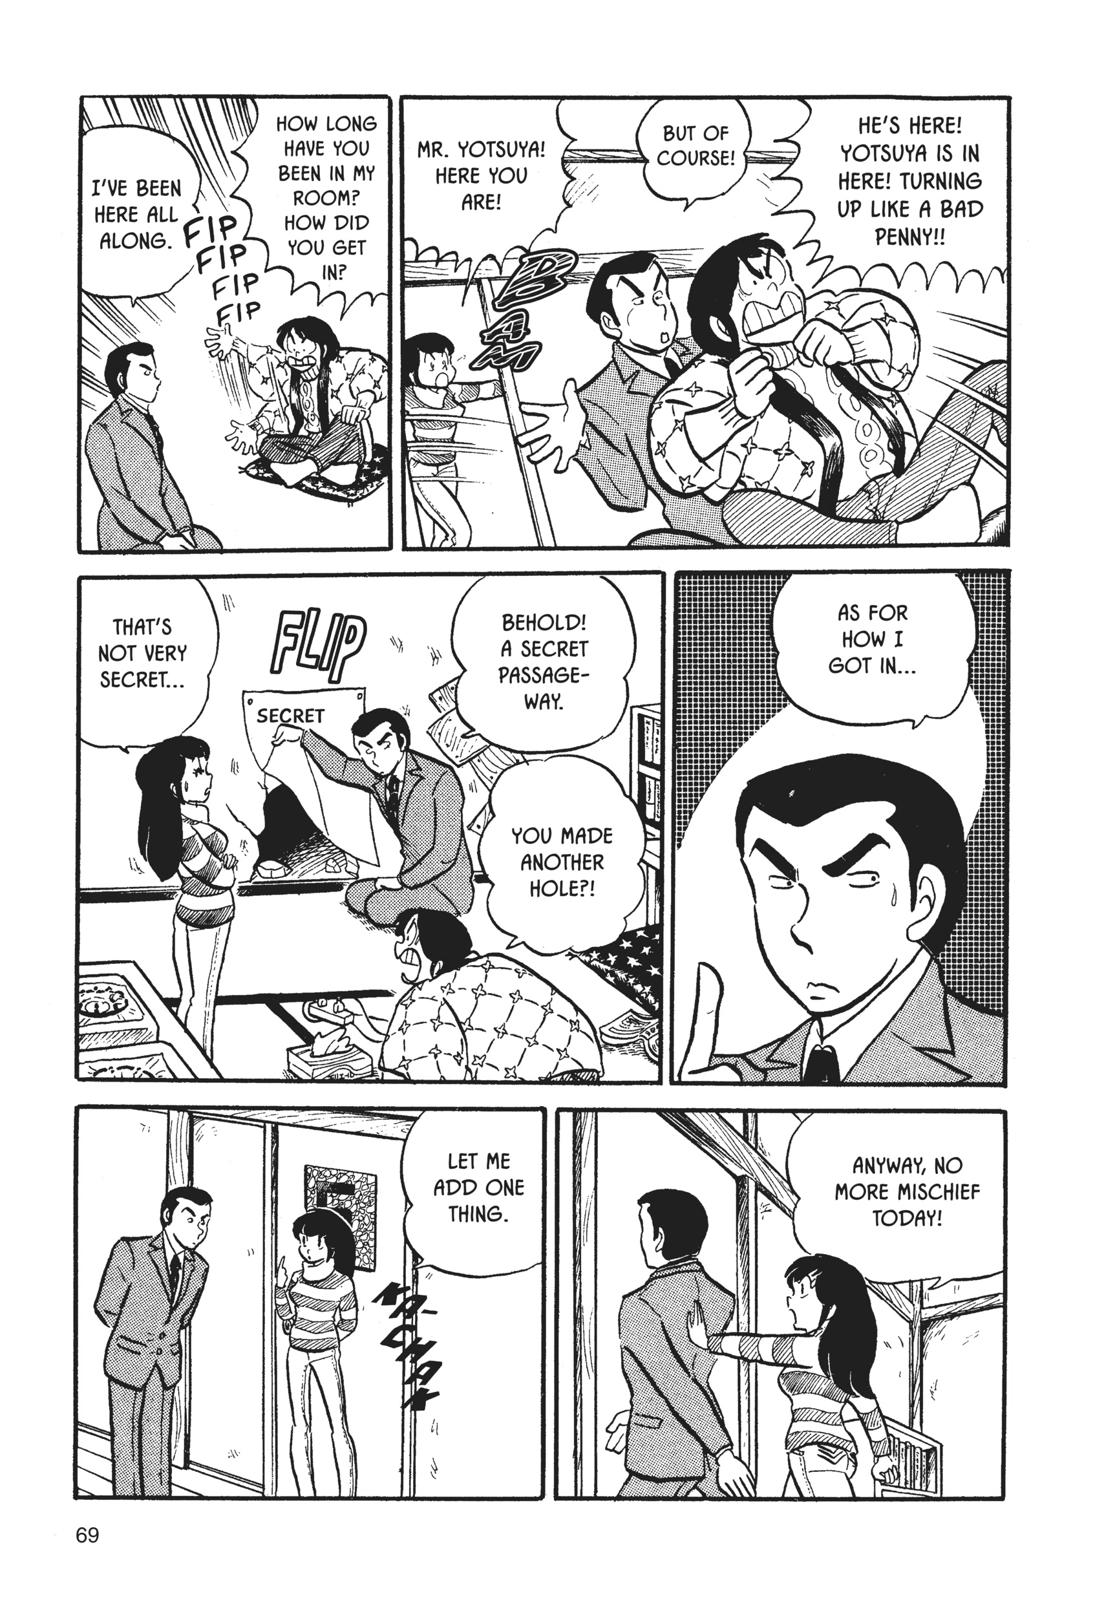 HE'S HERE!
YOTSUYA IS IN
HERE! TURNING
UP LIKE A BAD
PENNY!!
BUT OF
COURSE!
MR. YOTSUYA!
HERE YOU
ARE!
BAM
HOW LONG
HAVE YOU
BEEN IN MY
ROOM?
HOW DID
YOU GET
IN?
FIP
FIP
FIP
FIP
I'VE BEEN
HERE ALL
ALONG.
AS FOR
HOW I
GOT IN...
BEHOLD!
A SECRET
PASSAGE-
WAY.
FLIP
SECRET
YOU MADE
ANOTHER
HOLE?!
THAT'S
NOT VERY
SECRET...
ANYWAY, NO
MORE MISCHIEF
TODAY!
LET ME
ADD ONE
THING.
KA-
CHAK
69